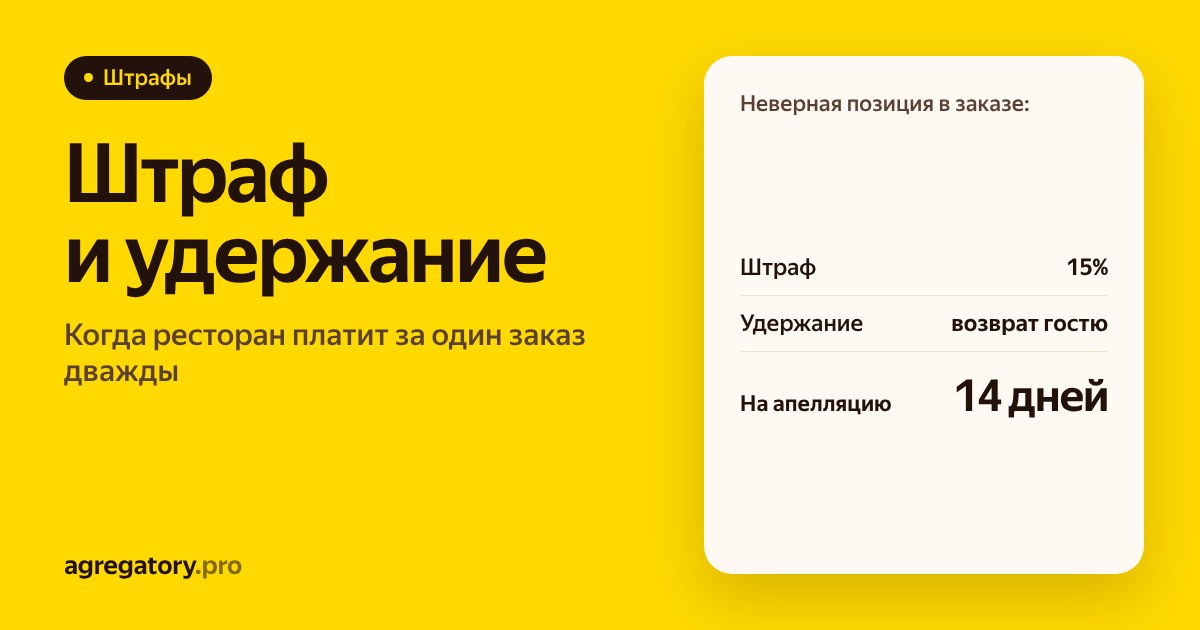 Штрафы
Штраф
и удержание
Когда ресторан платит за один заказ
дважды
agregatory.pro
Неверная позиция в заказе:
Штраф 15%
Удержание возврат гостю
На апелляцию 14 дней